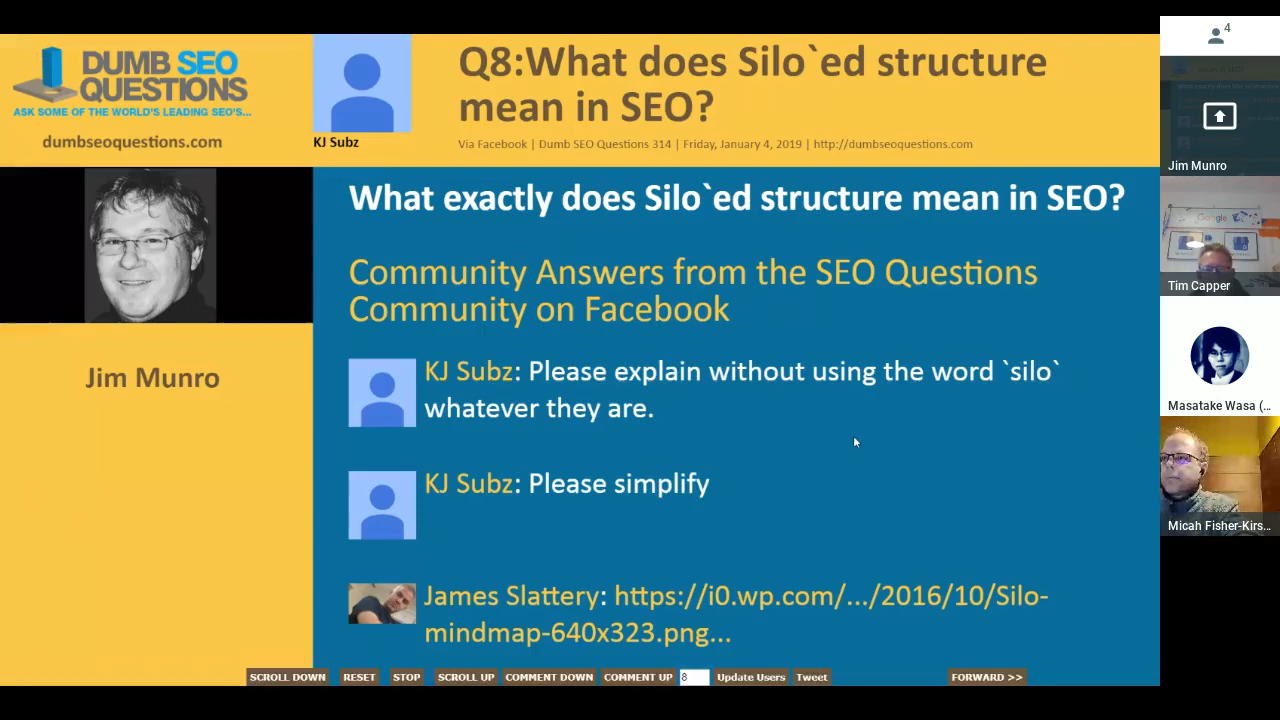 DUMB SEO
QUESTIONS
ASK SOME OF THE WORLD'S LEADING SEO'S...
dumbseoquestions.com
KJ Subz
Q8:What does Silo`ed structure
mean in SEO?
Via Facebook | Dumb SEO Questions 314 | Friday, January 4, 2019 | http://dumbseoquestions.com
Jim Munro
What exactly does Silo`ed structure mean in SEO?
Community Answers from the SEO Questions
Community on Facebook
KJ Subz: Please explain without using the word `silo`
whatever they are.
KJ Subz: Please simplify
James Slattery: https://i0.wp.com/.../2016/10/Silo-
mindmap-640x323.png...
SCROLL DOWN RESET STOP SCROLL UP COMMENT DOWN COMMENT UP 8 Update Users Tweet FORWARD >>
4
Jim Munro
Google
Tim Capper
Masatake Wasa (...
Micah Fisher-Kirs...